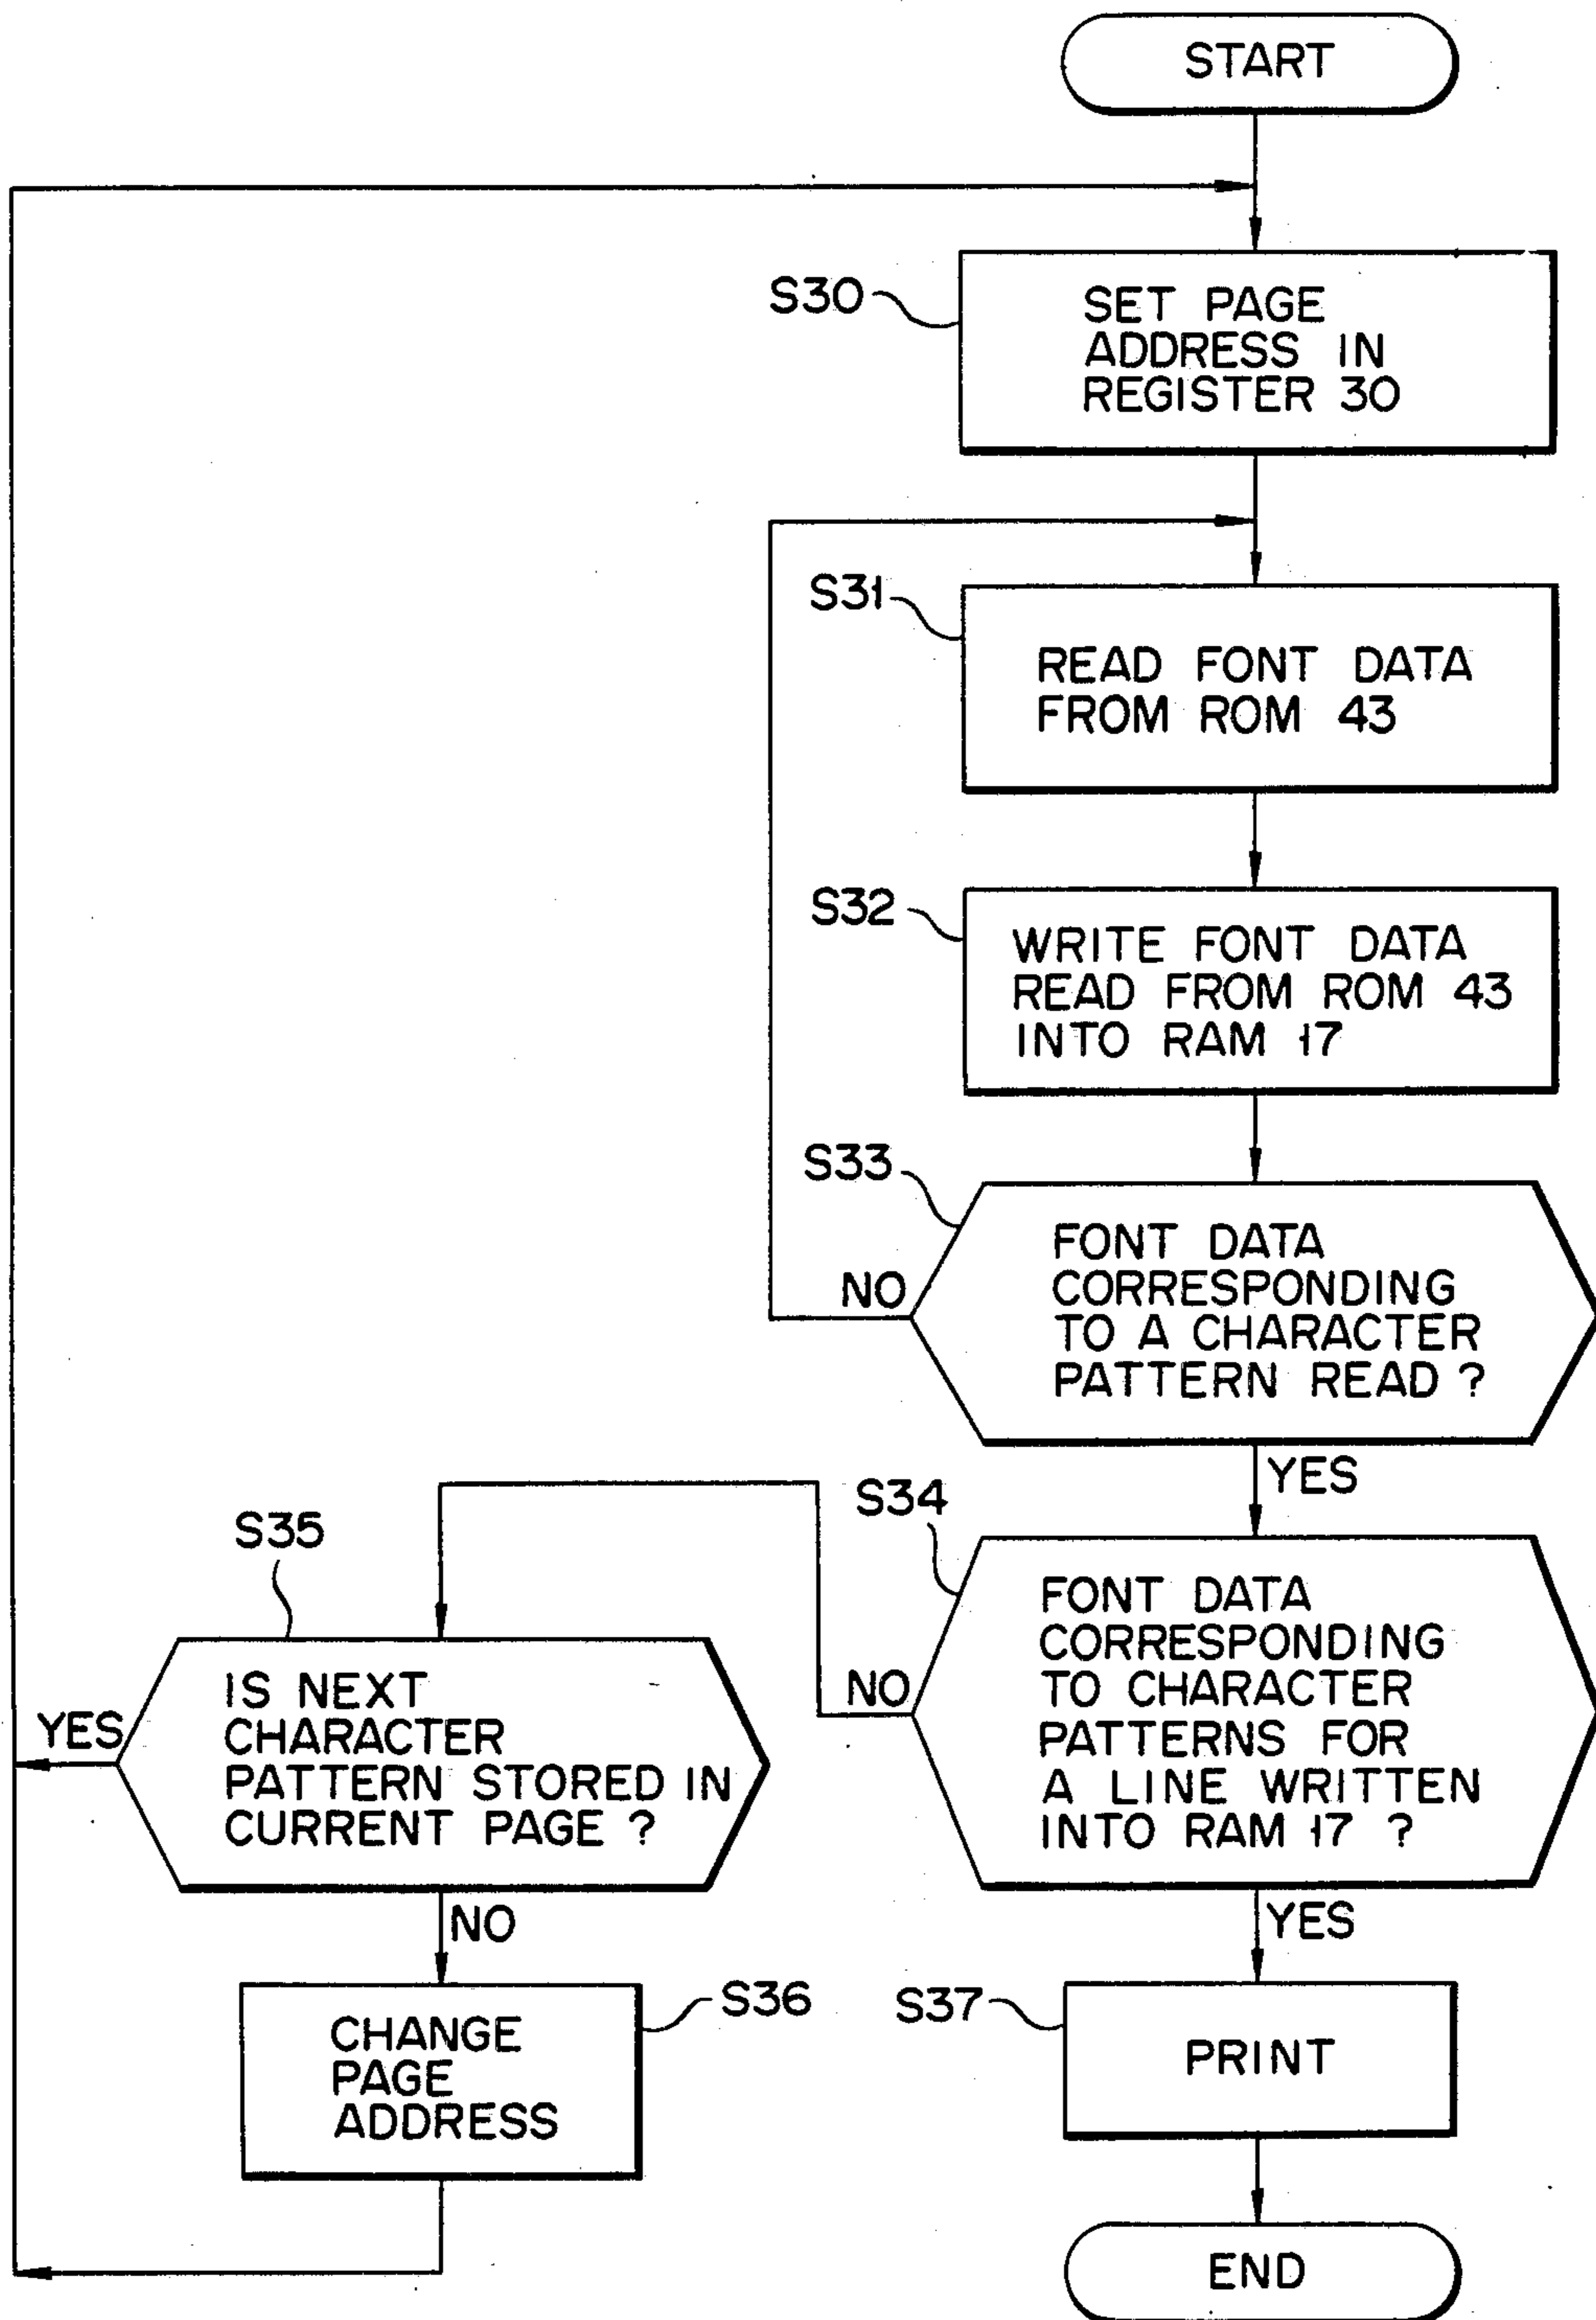 START
S30
SET PAGE
ADDRESS IN
REGISTER 30
S31
READ FONT DATA
FROM ROM 43
S32
WRITE FONT DATA
READ FROM ROM 43
INTO RAM 17
S33
FONT DATA
CORRESPONDING
TO A CHARACTER
PATTERN READ ?
NO
YES
S34
FONT DATA
CORRESPONDING
TO CHARACTER
PATTERNS FOR
A LINE WRITTEN
INTO RAM 17 ?
NO
YES
S35
IS NEXT
CHARACTER
PATTERN STORED IN
CURRENT PAGE ?
YES
NO
S36
CHANGE
PAGE
ADDRESS
S37
PRINT
END